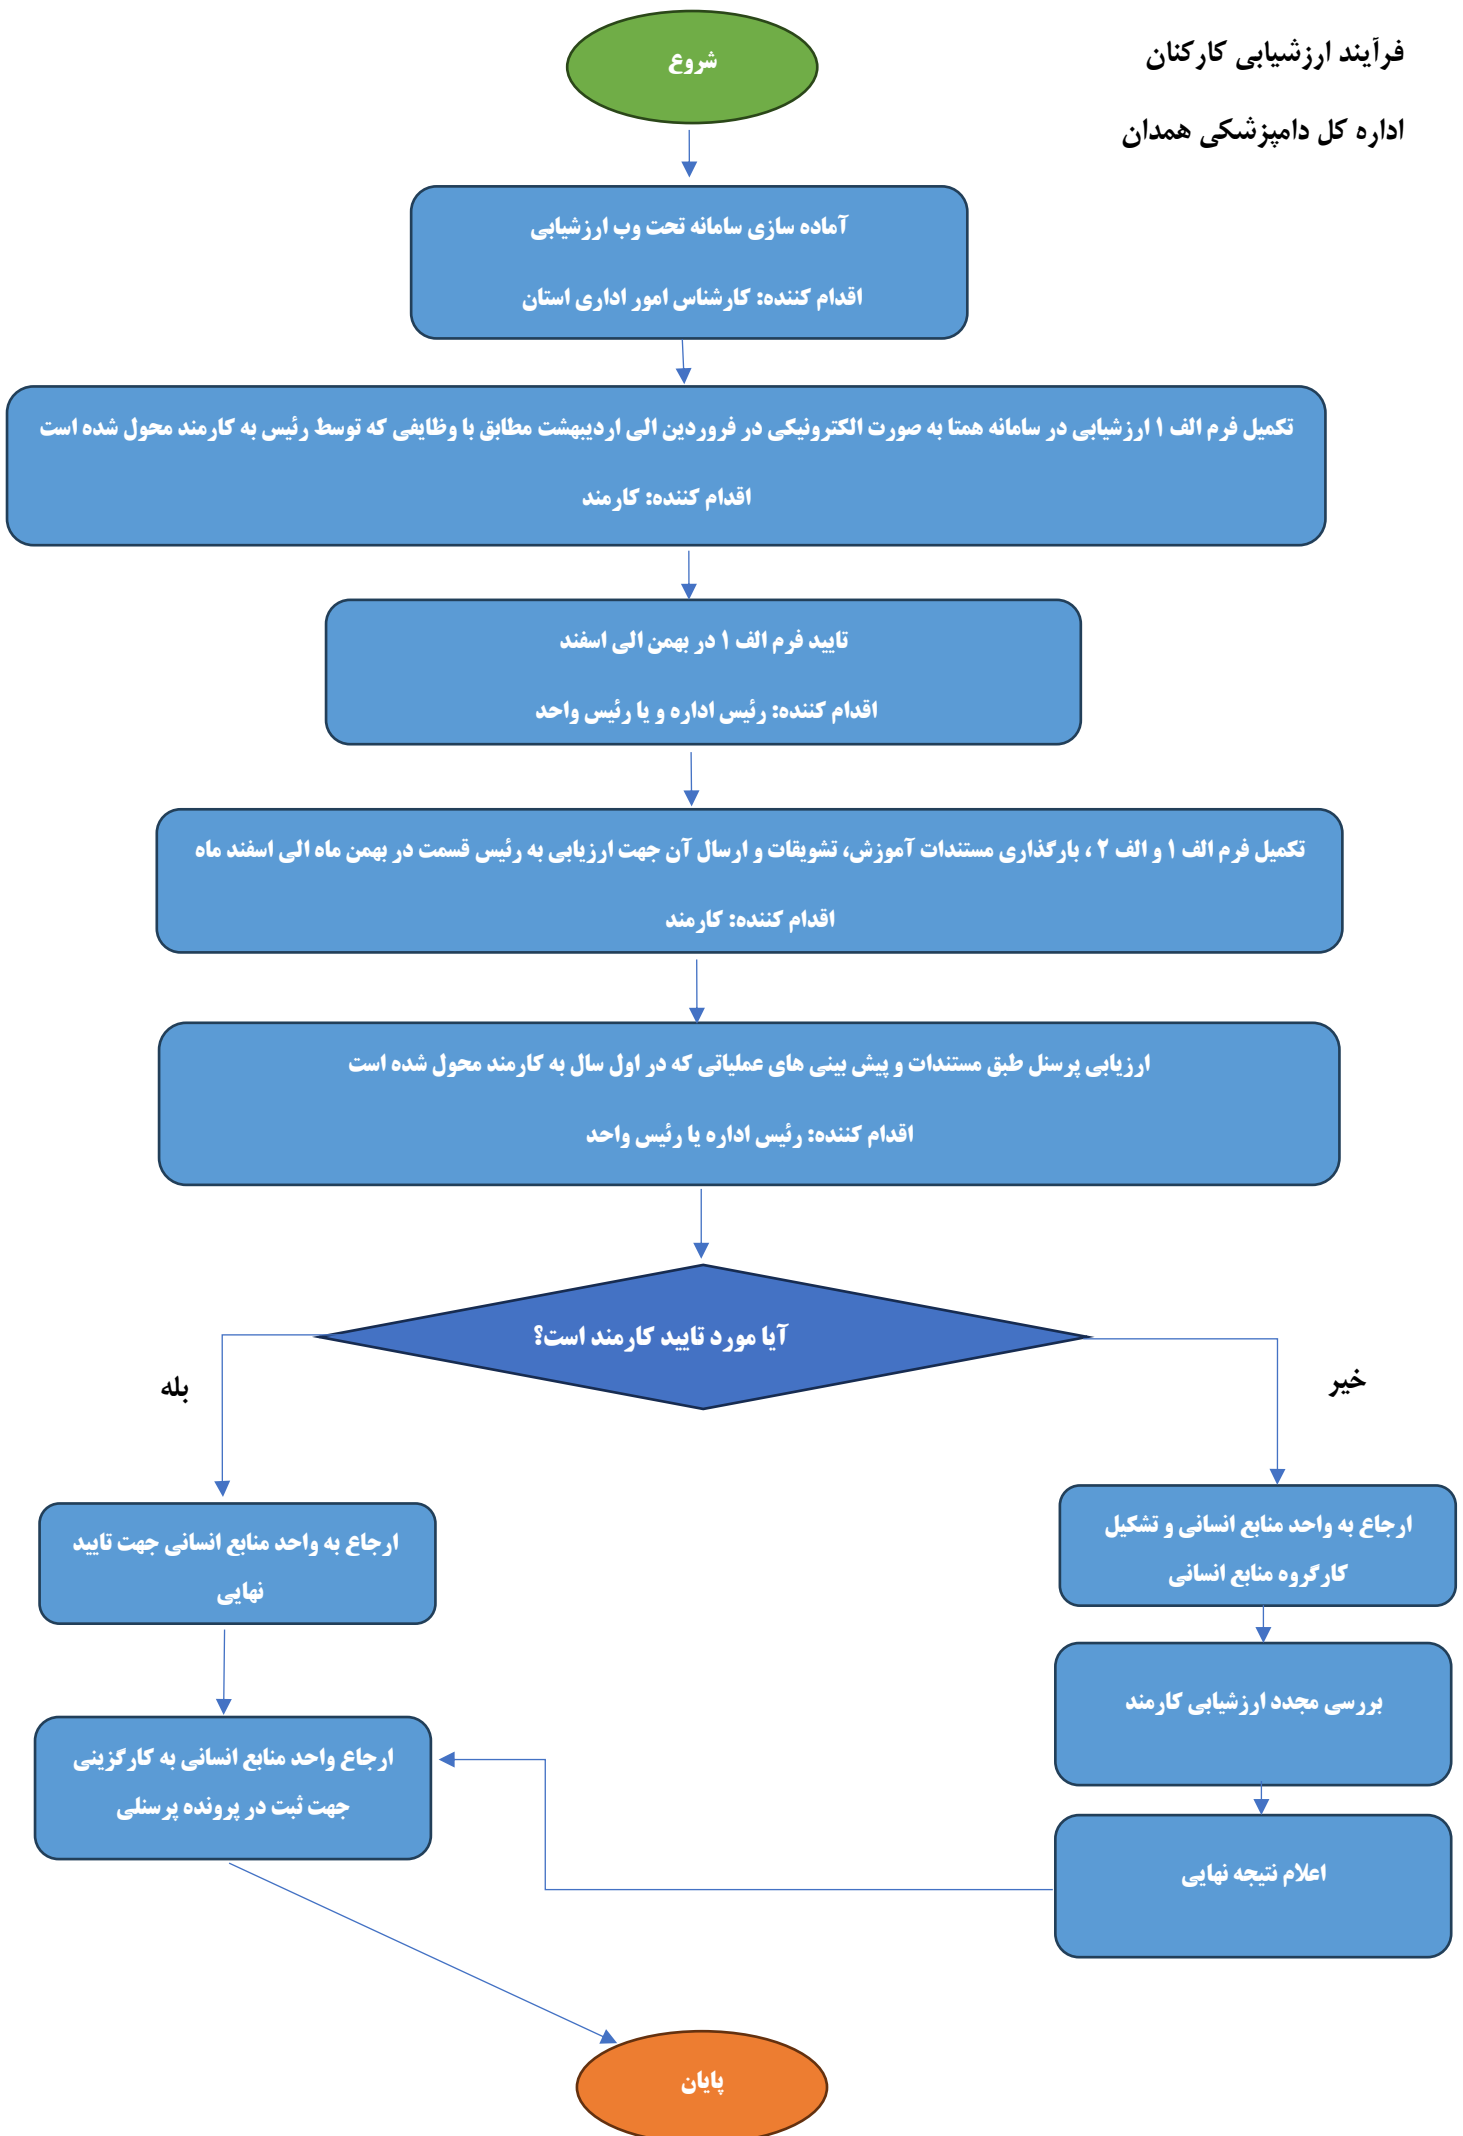 فرآیند ارزشیابی کارکنان
اداره کل دامپزشکی همدان
شروع
آماده سازی سامانه تحت وب ارزشیابی
اقدام کننده: کارشناس امور اداری استان
تکمیل فرم الف ۱ ارزشیابی در سامانه همتا به صورت الکترونیکی در فروردین الی اردیبهشت مطابق با وظایفی که توسط رئیس به کارمند محول شده است
اقدام کننده: کارمند
تایید فرم الف ۱ در بهمن الی اسفند
اقدام کننده: رئیس اداره و یا رئیس واحد
تکمیل فرم الف ۱ و الف ۲ ، بارگذاری مستندات آموزش، تشویقات و ارسال آن جهت ارزیابی به رئیس قسمت در بهمن ماه الی اسفند ماه
اقدام کننده: کارمند
ارزیابی پرسنل طبق مستندات و پیش بینی های عملیاتی که در اول سال به کارمند محول شده است
اقدام کننده: رئیس اداره یا رئیس واحد
آیا مورد تایید کارمند است؟
خیر
بله
ارجاع به واحد منابع انسانی و تشکیل
کارگروه منابع انسانی
ارجاع به واحد منابع انسانی جهت تایید
نهایی
بررسی مجدد ارزشیابی کارمند
ارجاع واحد منابع انسانی به کارگزینی
جهت ثبت در پرونده پرسنلی
اعلام نتیجه نهایی
پایان